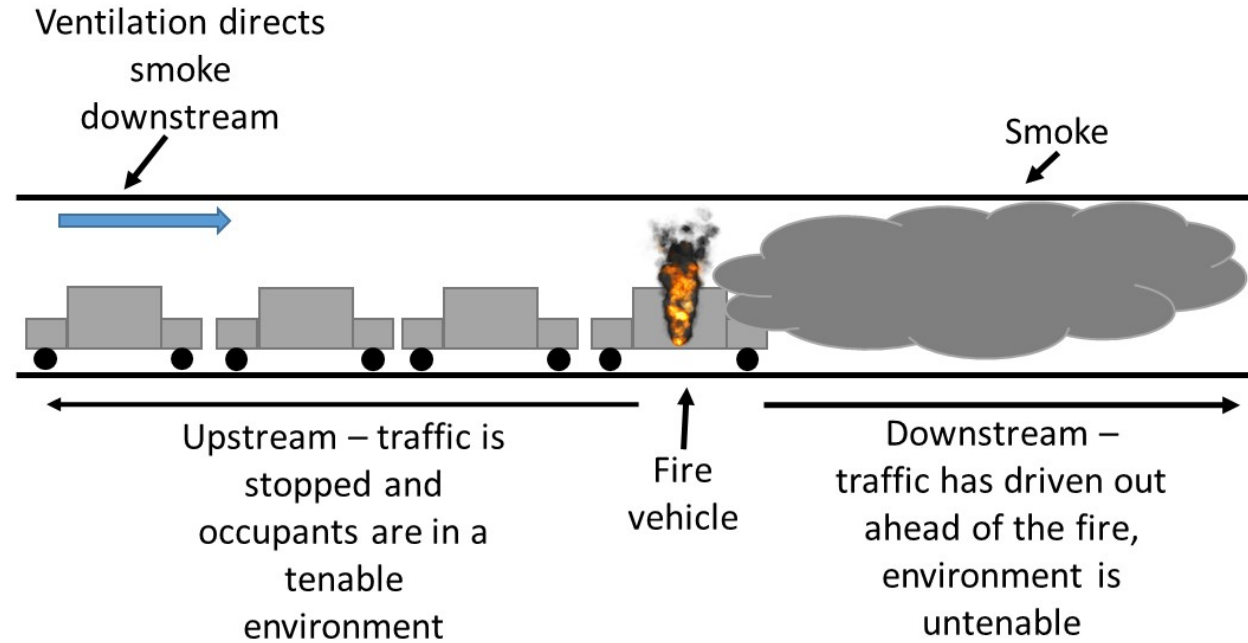 Ventilation directs
smoke
downstream
Smoke
Upstream – traffic is
stopped and
occupants are in a
tenable
environment
Fire
vehicle
Downstream –
traffic has driven out
ahead of the fire,
environment is
untenable